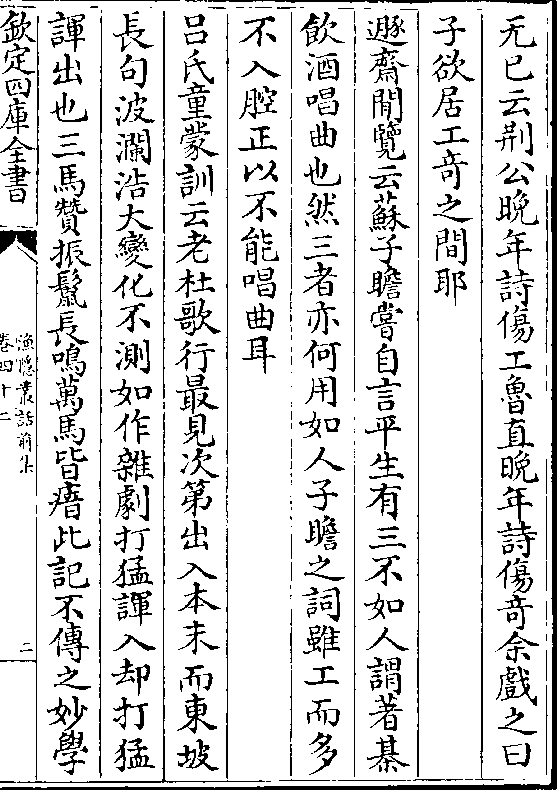 无已云荆公晚年詩傷工魯直晚年詩傷竒余戲之曰
子欲居工竒之間耶
遯齋閒覽云蘇子瞻嘗自言平生有三不如人謂著棊
飲酒唱曲也然三者亦何用如人子瞻之詞雖工而多
不入腔正以不能唱曲耳
吕氏童蒙訓云老杜歌行最見次第出入本末而東坡
長句波瀾浩大變化不測如作雜劇打猛諢入却打猛
諢出也三馬贊振鬛長鳴萬馬皆瘖此記不傳之妙學
欽定四庫全書
漁隱叢話前集
卷四十二
二